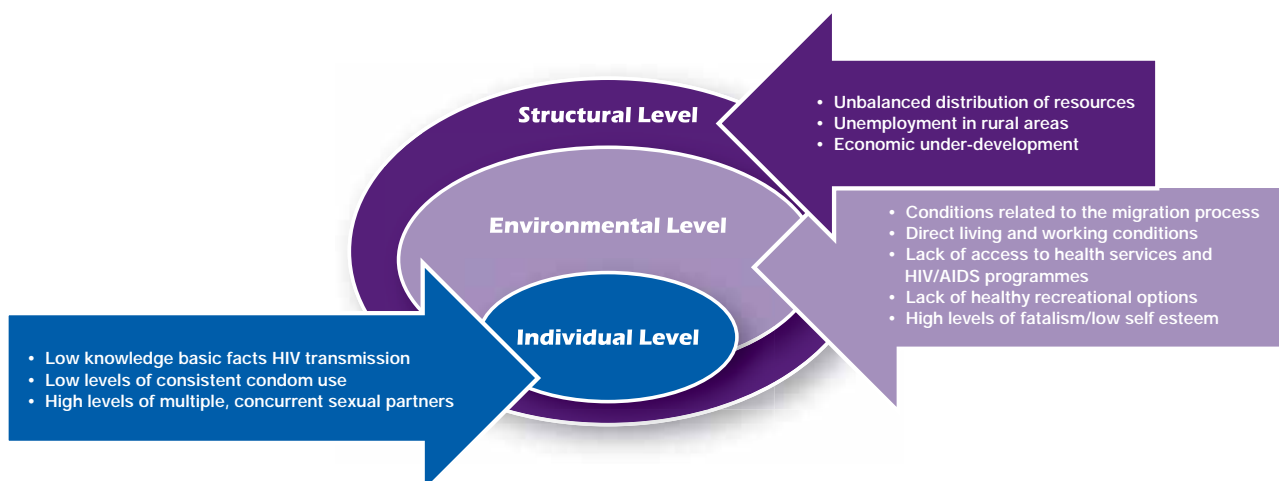 Structural Level
• Unbalanced distribution of resources
• Unemployment in rural areas
• Economic under-development
Environmental Level
• Conditions related to the migration process
• Direct living and working conditions
• Lack of access to health services and
HIV/AIDS programmes
• Lack of healthy recreational options
• High levels of fatalism/low self esteem
Individual Level
• Low knowledge basic facts HIV transmission
• Low levels of consistent condom use
• High levels of multiple, concurrent sexual partners